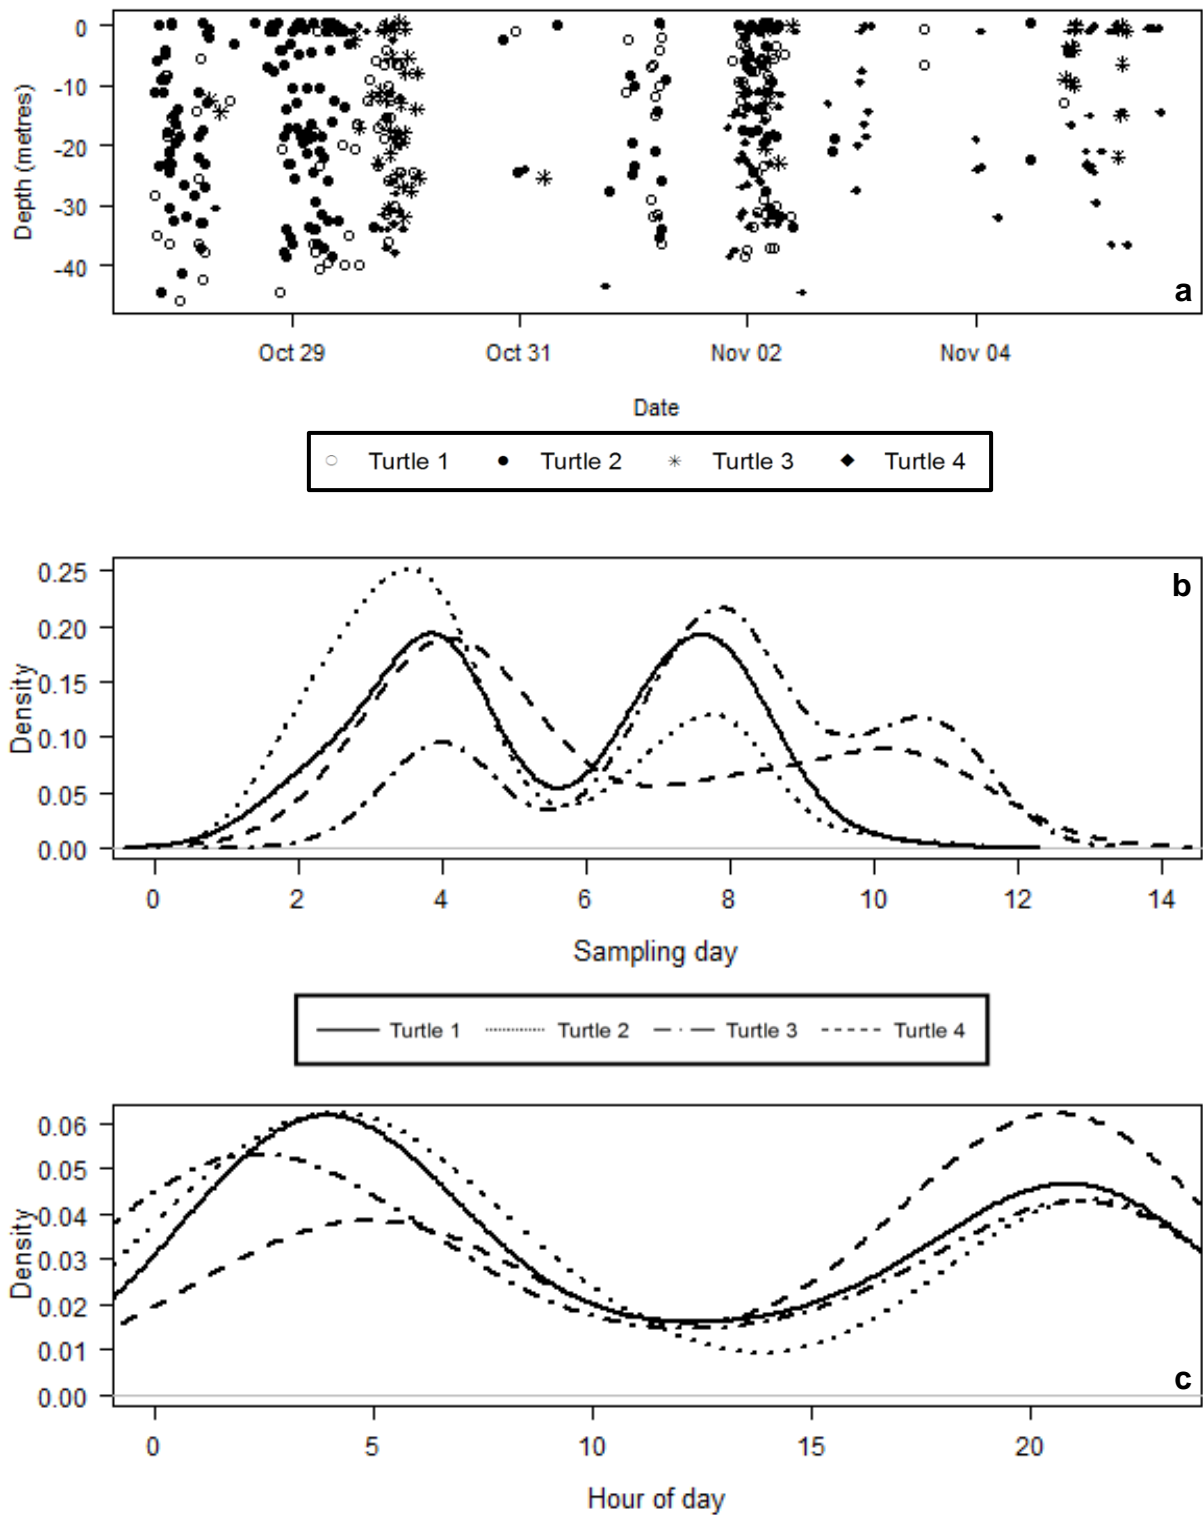 0
-10
-20
-30
-40
Depth (metres)
a
Oct 29 Oct 31 Nov 02 Nov 04
Date
Turtle 1 Turtle 2 Turtle 3 Turtle 4
0.25
0.20
0.15
0.10
0.05
0.00
Density
b
0 2 4 6 8 10 12 14
Sampling day
Turtle 1 Turtle 2 Turtle 3 Turtle 4
0.06
0.05
0.04
0.03
0.02
0.01
0.00
Density
c
0 5 10 15 20
Hour of day